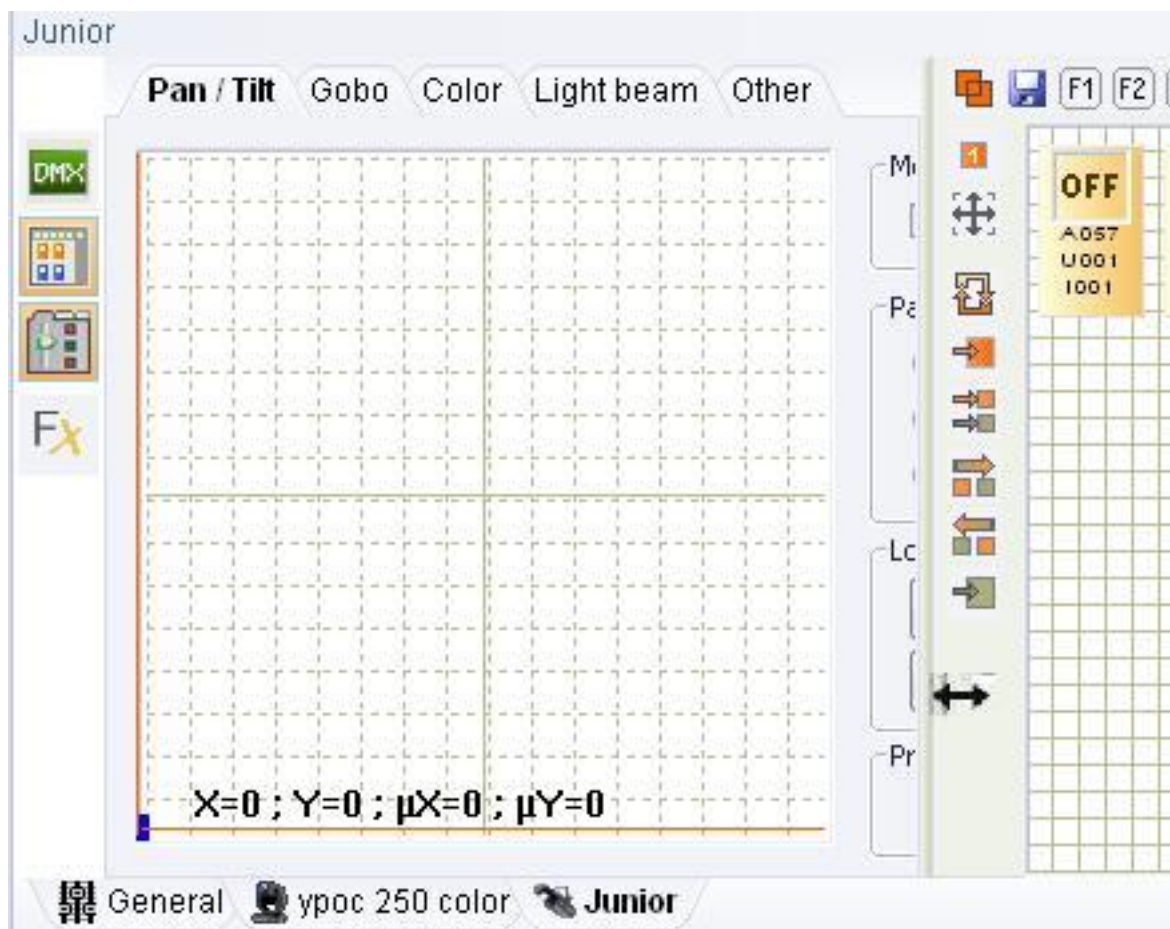 Junior
Pan / Tilt Gobo Color Light beam Other
F1 F2
DMX
1
OFF
A057
U001
I001
Fx
X=0 ; Y=0 ; µX=0 ; µY=0
General ypoc 250 color Junior